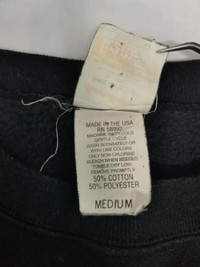 MADE IN THE USA
RN 58992
MACHINE WASH COLD
GENTLE CYCLE
WASH SEPARATELY OR
WITH LIKE COLORS
ONLY NON-CHLORINE
BLEACH WHEN NEEDED
TUMBLE DRY LOW
REMOVE PROMPTLY
50% COTTON
50% POLYESTER
MEDIUM